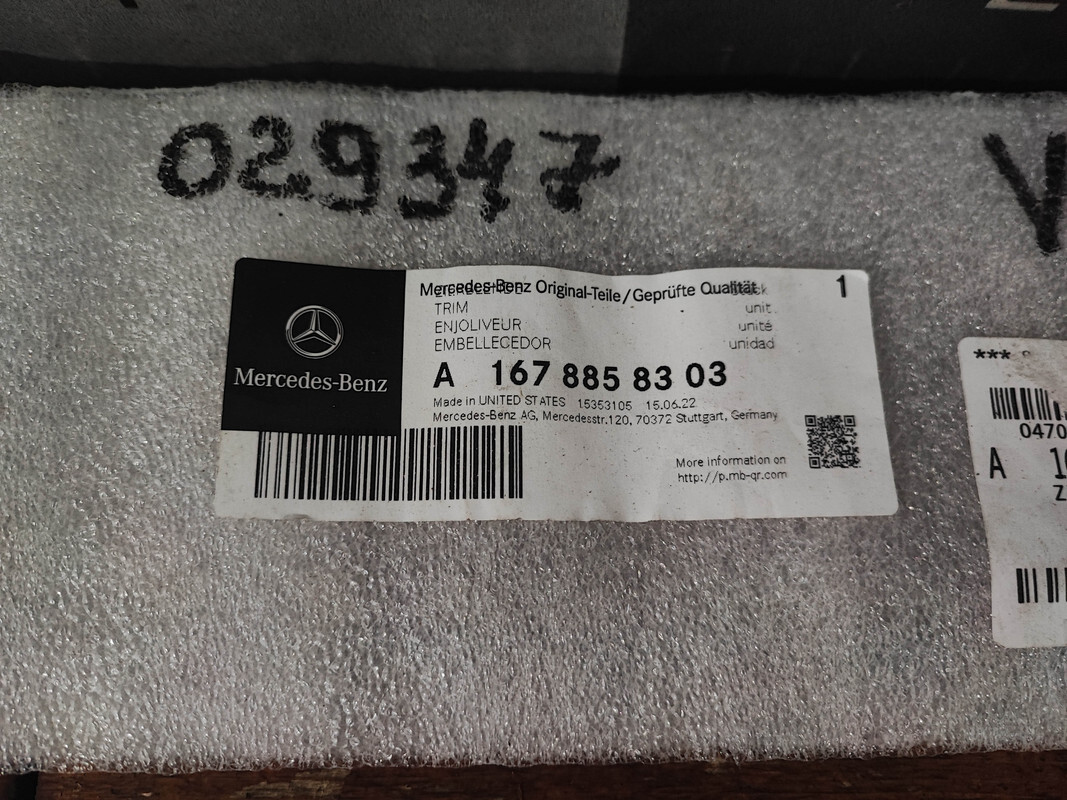 029347
V
Mercedes-Benz Original-Teile/Geprüfte Qualität 1
TRIM unit
ENJOLIVEUR unité
EMBELLECEDOR unidad
Mercedes-Benz
A 167 885 83 03
Made in UNITED STATES 15353105 15.06.22
Mercedes-Benz AG, Mercedesstr.120, 70372 Stuttgart, Germany
More information on
http://p.mb-qr.com
***
0470
A